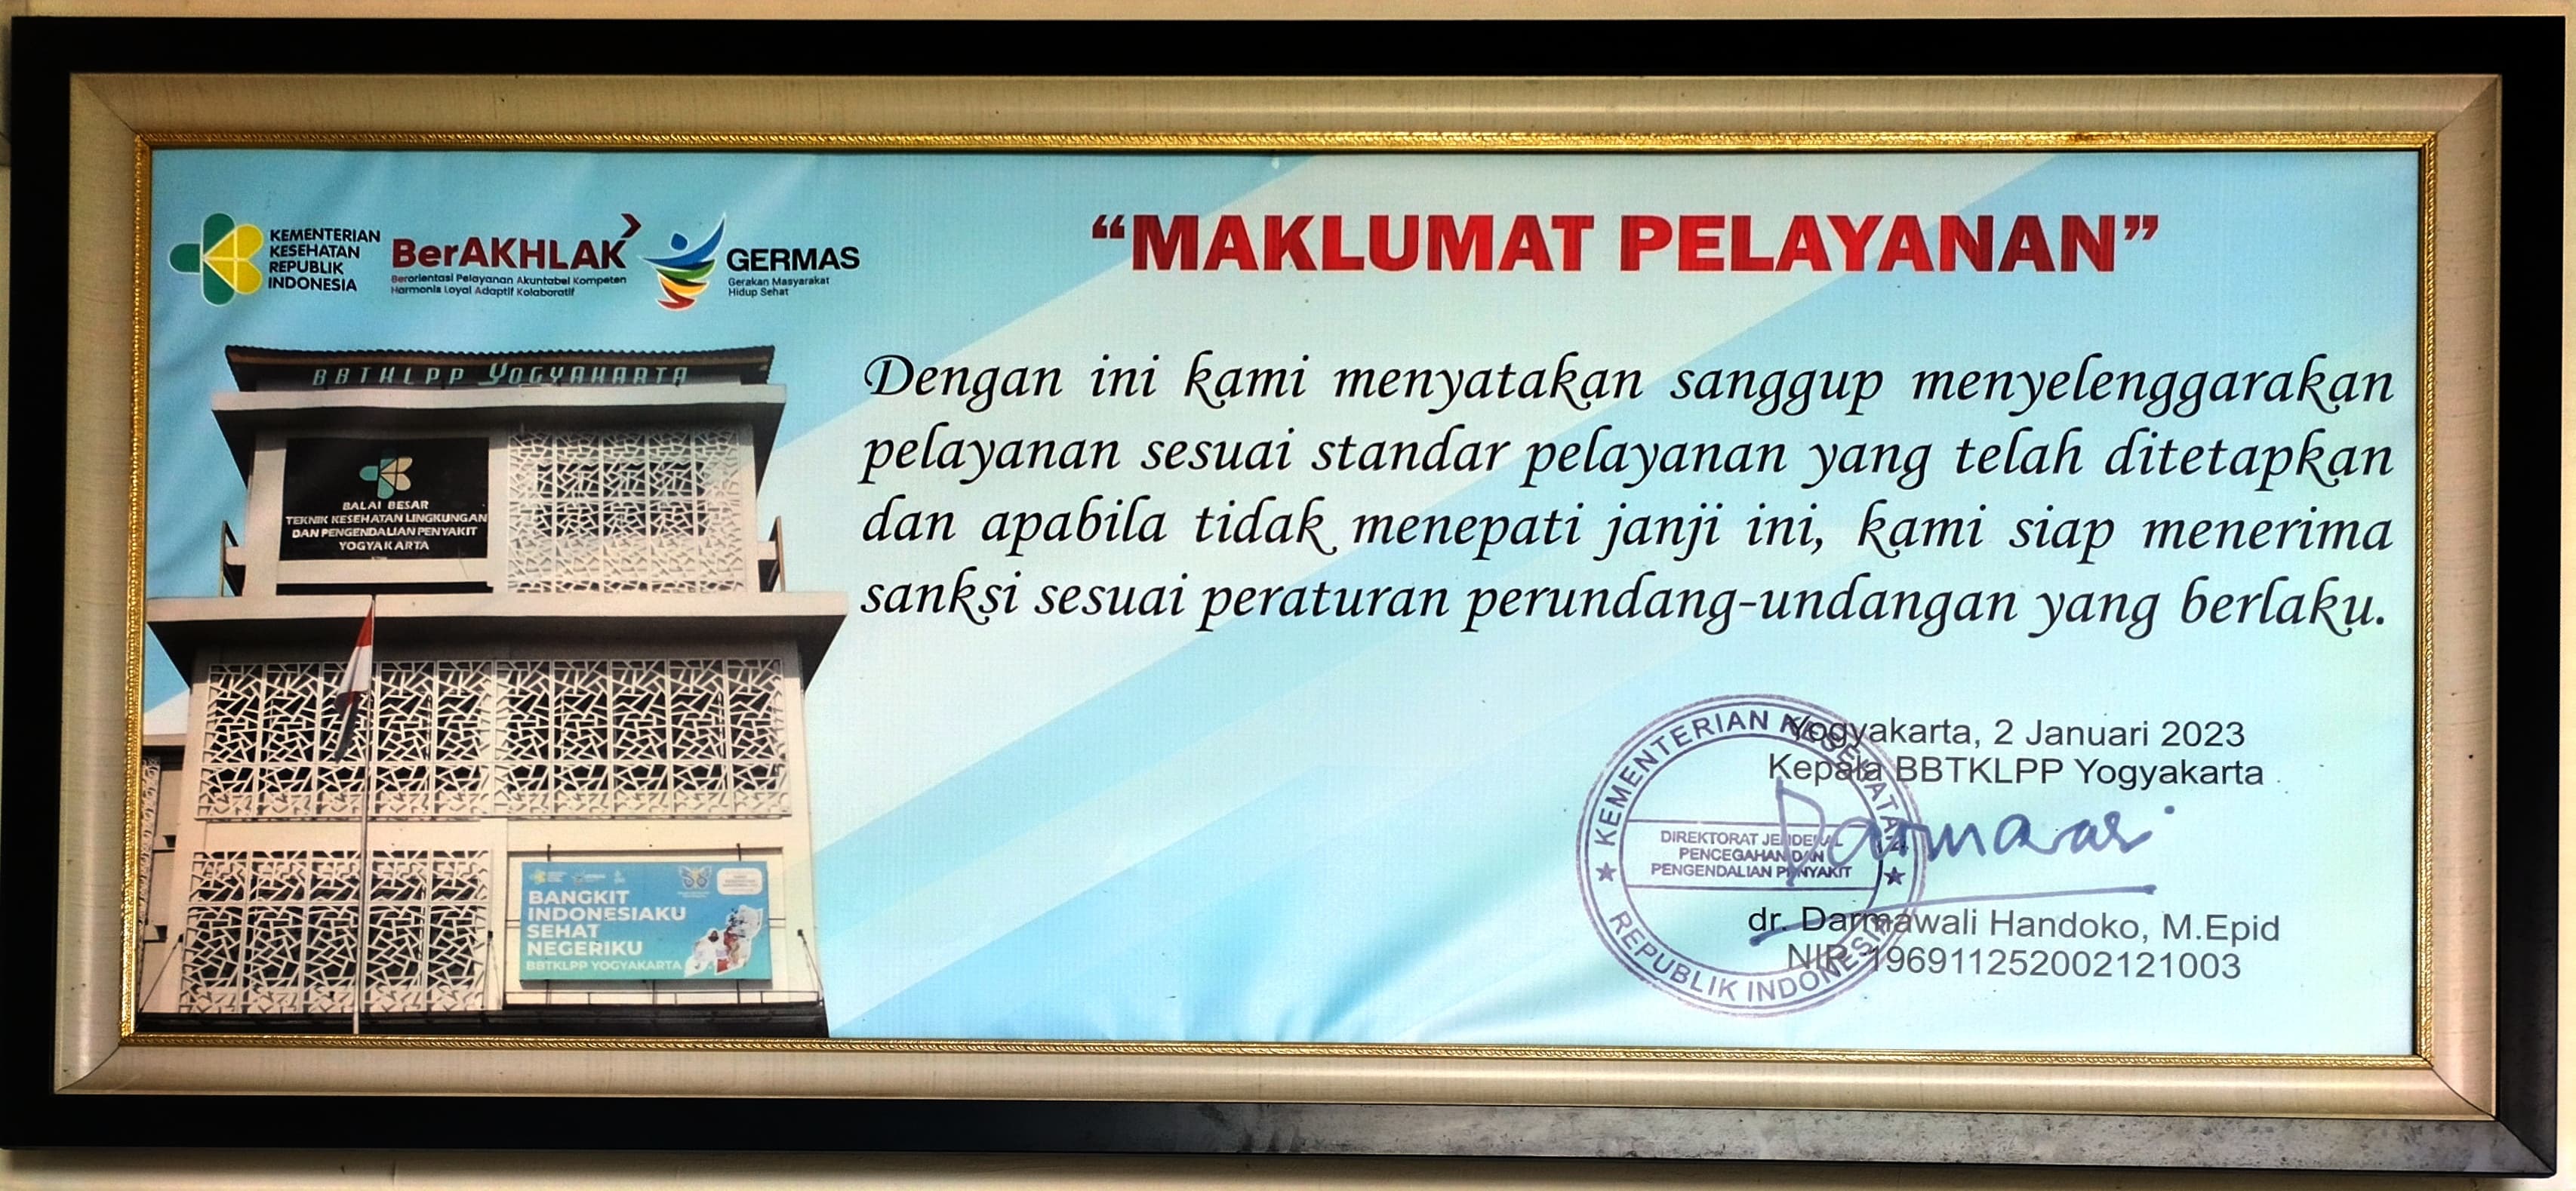 KEMENTERIAN
KESEHATAN
REPUBLIK
INDONESIA
BerAKHLAK
Berorientasi Pelayanan Akuntabel Kompeten
Harmonis Loyal Adaptif Kolaboratif
GERMAS
Gerakan Masyarakat
Hidup Sehat
“MAKLUMAT PELAYANAN”
Dengan ini kami menyatakan sanggup menyelenggarakan
pelayanan sesuai standar pelayanan yang telah ditetapkan
dan apabila tidak menepati janji ini, kami siap menerima
sanksi sesuai peraturan perundang-undangan yang berlaku.
BBTKLPP YOGYAKARTA
BALAI BESAR
TEKNIK KESEHATAN LINGKUNGAN
DAN PENGENDALIAN PENYAKIT
YOGYAKARTA
BANGKIT
INDONESIAKU
SEHAT
NEGERIKU
BBTKLPP YOGYAKARTA
Yogyakarta, 2 Januari 2023
Kepala BBTKLPP Yogyakarta
KEMENTERIAN KESEHATAN
DIREKTORAT JENDERAL
PENCEGAHAN DAN
PENGENDALIAN PENYAKIT
REPUBLIK INDONESIA
dr. Darmawali Handoko, M.Epid
NIP. 196911252002121003